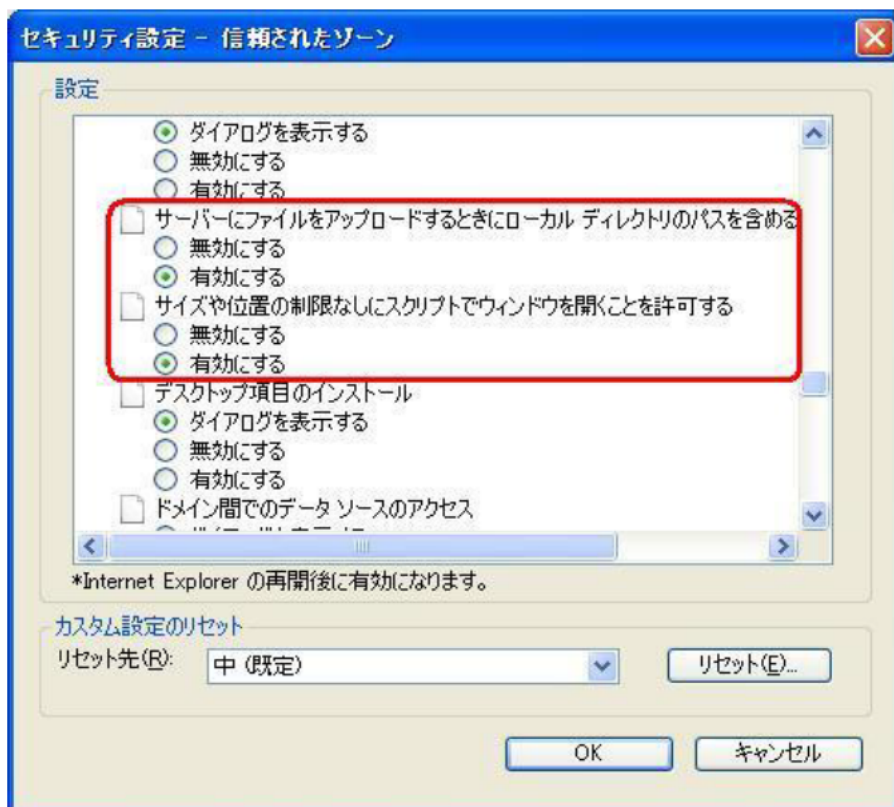 セキュリティ設定 - 信頼されたゾーン
設定
ダイアログを表示する
無効にする
有効にする
サーバーにファイルをアップロードするときにローカル ディレクトリのパスを含める
無効にする
有効にする
サイズや位置の制限なしにスクリプトでウィンドウを開くことを許可する
無効にする
有効にする
デスクトップ項目のインストール
ダイアログを表示する
無効にする
有効にする
ドメイン間でのデータ ソースのアクセス
*Internet Explorer の再開後に有効になります。
カスタム設定のリセット
リセット先(R):
中 (既定)
リセット(E)...
OK
キャンセル